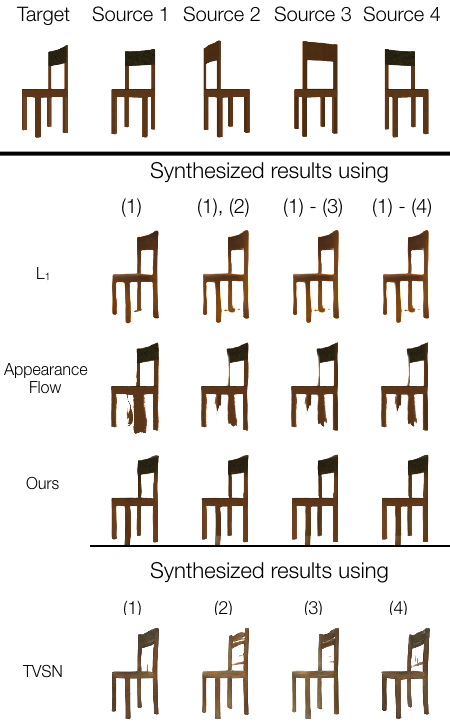 Target Source 1 Source 2 Source 3 Source 4
Synthesized results using
(1) (1), (2) (1) - (3) (1) - (4)
L₁
Appearance
Flow
Ours
Synthesized results using
(1) (2) (3) (4)
TVSN